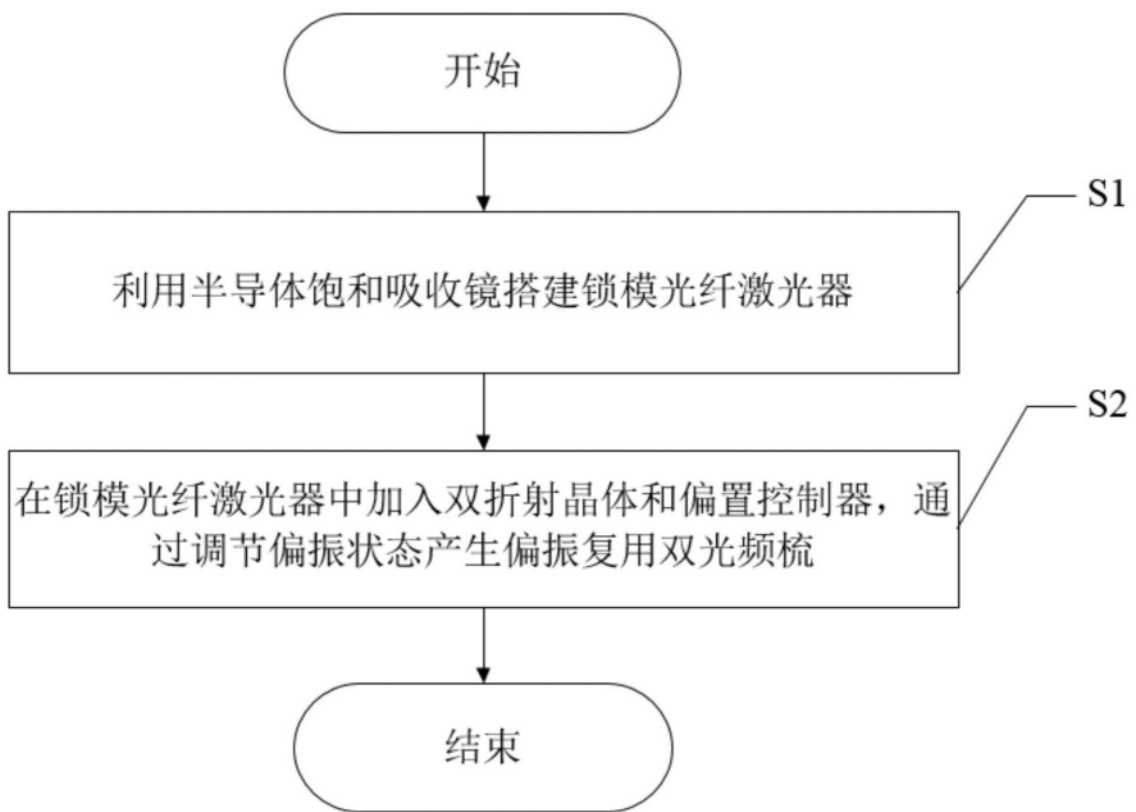 开始
S1
利用半导体饱和吸收镜搭建锁模光纤激光器
S2
在锁模光纤激光器中加入双折射晶体和偏置控制器，通
过调节偏振状态产生偏振复用双光频梳
结束